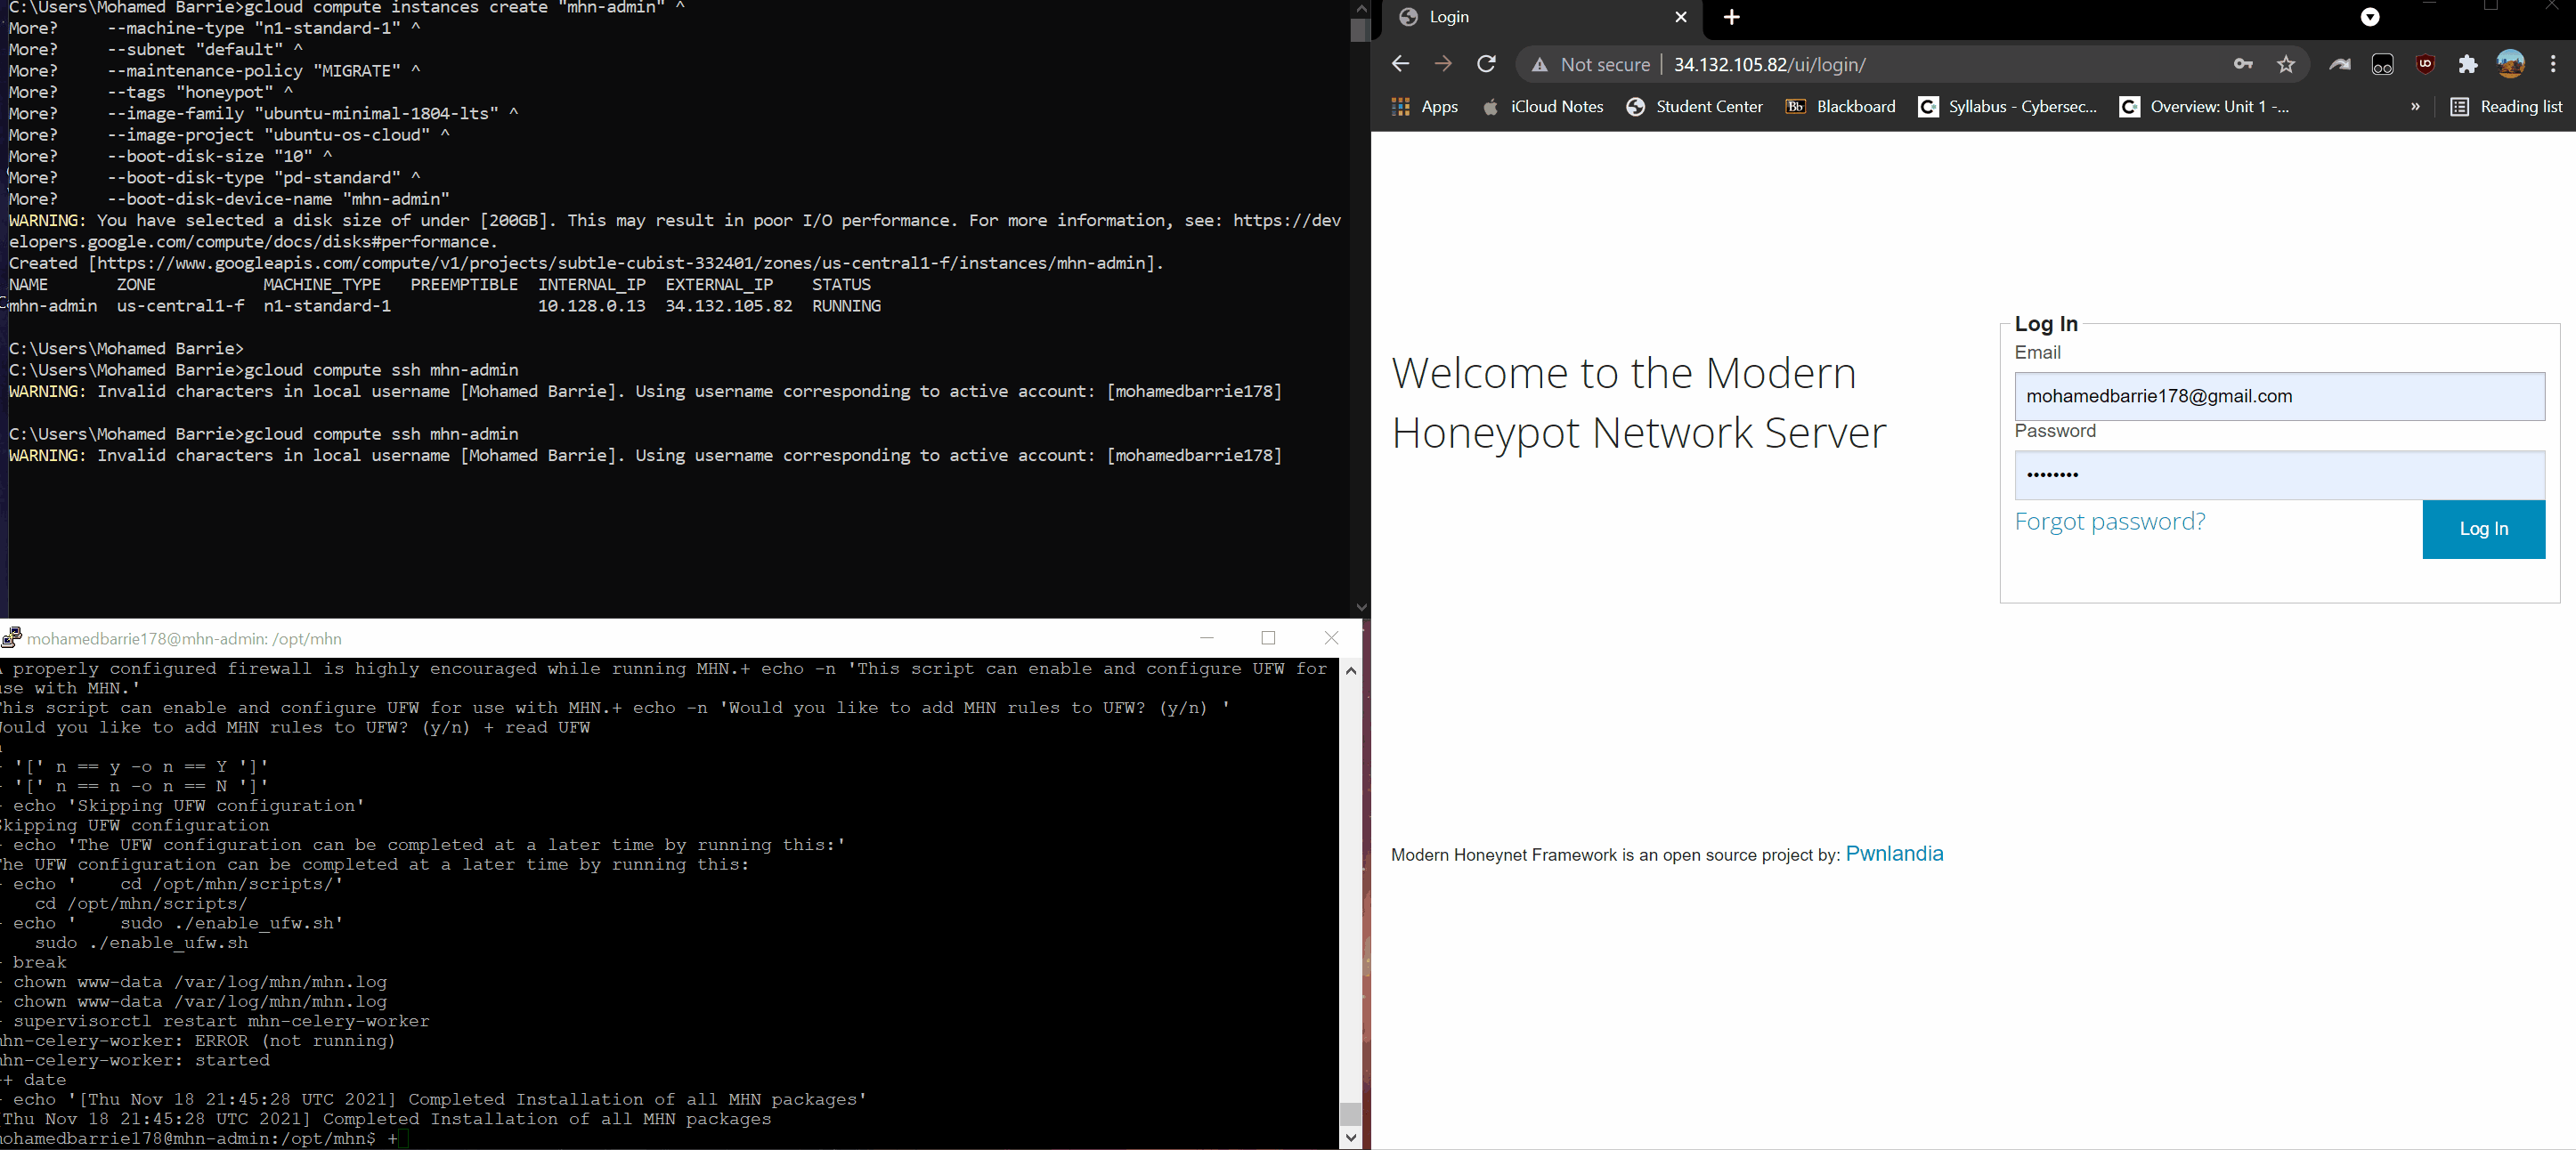 C:\Users\Mohamed Barrie>gcloud compute instances create "mhn-admin" ^
More?     --machine-type "n1-standard-1" ^
More?     --subnet "default" ^
More?     --maintenance-policy "MIGRATE" ^
More?     --tags "honeypot" ^
More?     --image-family "ubuntu-minimal-1804-lts" ^
More?     --image-project "ubuntu-os-cloud" ^
More?     --boot-disk-size "10" ^
More?     --boot-disk-type "pd-standard" ^
More?     --boot-disk-device-name "mhn-admin"
WARNING: You have selected a disk size of under [200GB]. This may result in poor I/O performance. For more information, see: https://dev
elopers.google.com/compute/docs/disks#performance.
Created [https://www.googleapis.com/compute/v1/projects/subtle-cubist-332401/zones/us-central1-f/instances/mhn-admin].
NAME       ZONE           MACHINE_TYPE   PREEMPTIBLE  INTERNAL_IP  EXTERNAL_IP    STATUS
mhn-admin  us-central1-f  n1-standard-1               10.128.0.13  34.132.105.82  RUNNING
C:\Users\Mohamed Barrie>
C:\Users\Mohamed Barrie>gcloud compute ssh mhn-admin
WARNING: Invalid characters in local username [Mohamed Barrie]. Using username corresponding to active account: [mohamedbarrie178]
C:\Users\Mohamed Barrie>gcloud compute ssh mhn-admin
WARNING: Invalid characters in local username [Mohamed Barrie]. Using username corresponding to active account: [mohamedbarrie178]
mohamedbarrie178@mhn-admin: /opt/mhn
A properly configured firewall is highly encouraged while running MHN.+ echo -n 'This script can enable and configure UFW for
use with MHN.'
This script can enable and configure UFW for use with MHN.+ echo -n 'Would you like to add MHN rules to UFW? (y/n) '
Would you like to add MHN rules to UFW? (y/n) + read UFW
n
+ '[' n == y -o n == Y ']'
+ '[' n == n -o n == N ']'
+ echo 'Skipping UFW configuration'
Skipping UFW configuration
+ echo 'The UFW configuration can be completed at a later time by running this:'
The UFW configuration can be completed at a later time by running this:
+ echo '    cd /opt/mhn/scripts/'
    cd /opt/mhn/scripts/
+ echo '    sudo ./enable_ufw.sh'
    sudo ./enable_ufw.sh
+ break
+ chown www-data /var/log/mhn/mhn.log
+ chown www-data /var/log/mhn/mhn.log
+ supervisorctl restart mhn-celery-worker
mhn-celery-worker: ERROR (not running)
mhn-celery-worker: started
++ date
+ echo '[Thu Nov 18 21:45:28 UTC 2021] Completed Installation of all MHN packages'
[Thu Nov 18 21:45:28 UTC 2021] Completed Installation of all MHN packages
mohamedbarrie178@mhn-admin:/opt/mhn$ +
Login
Not secure | 34.132.105.82/ui/login/
Apps iCloud Notes Student Center Bb Blackboard Syllabus - Cybersec... Overview: Unit 1 -... » Reading list
Welcome to the Modern
Honeypot Network Server
Log In
Email
mohamedbarrie178@gmail.com
Password
••••••••
Forgot password?
Log In
Modern Honeynet Framework is an open source project by: Pwnlandia